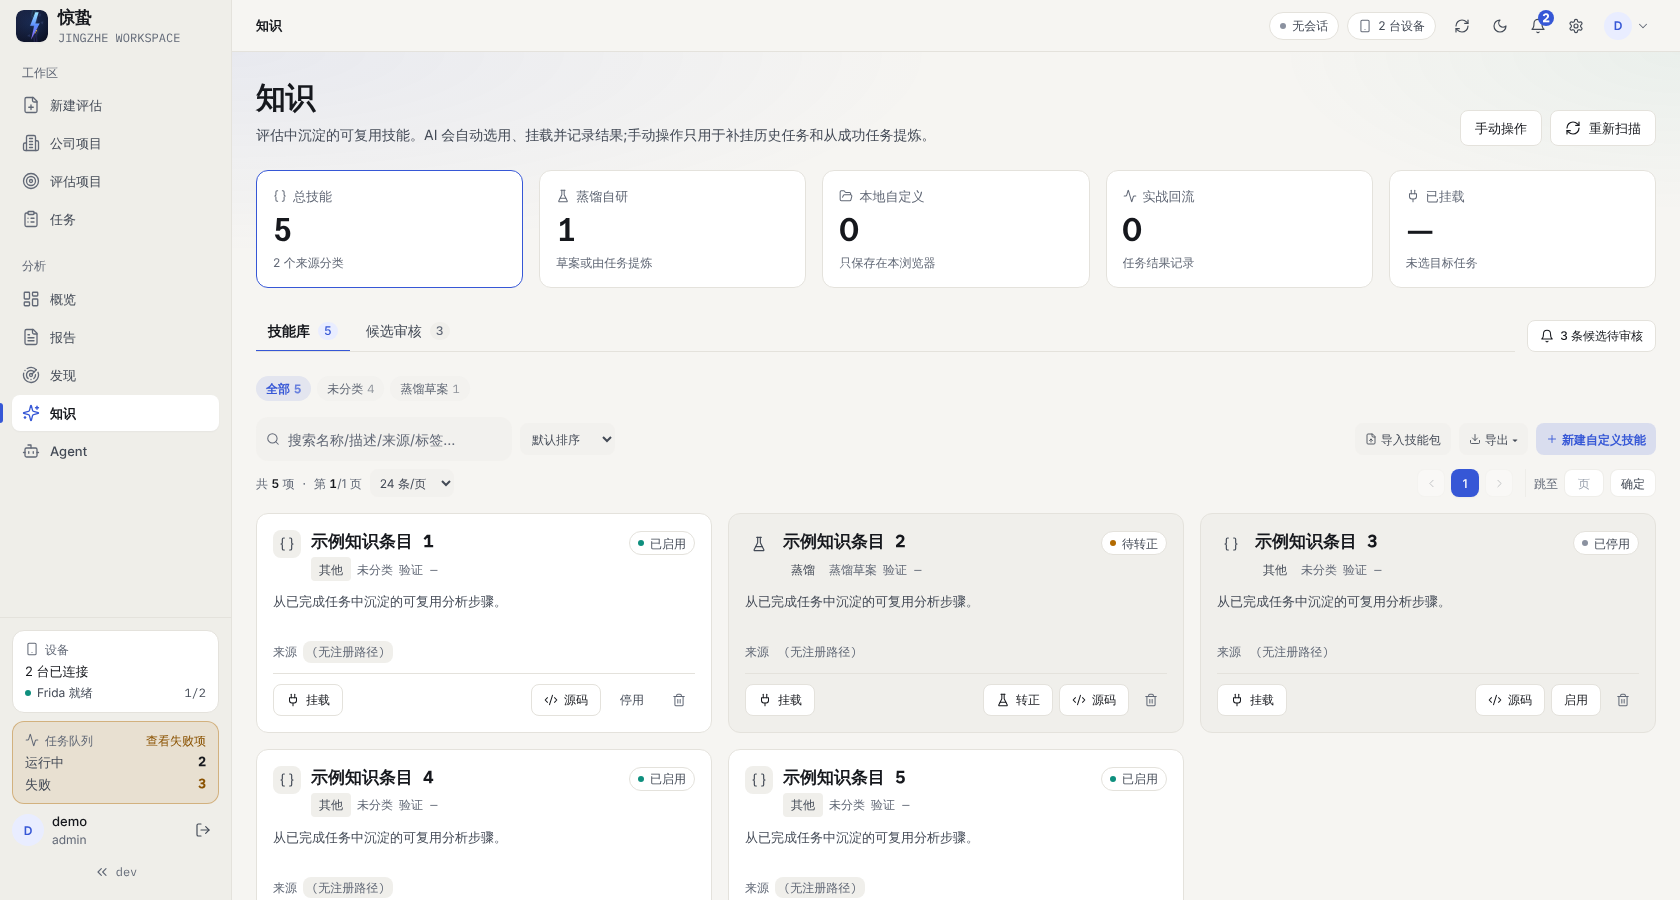 惊蛰
JINGZHE WORKSPACE
工作区
新建评估
公司项目
评估项目
任务
分析
概览
报告
发现
知识
Agent
设备
2 台已连接
Frida 就绪 1/2
任务队列 查看失败项
运行中 2
失败 3
D demo
admin
dev
知识
无会话
2 台设备
2
D
知识
评估中沉淀的可复用技能。AI 会自动选用、挂载并记录结果;手动操作只用于补挂历史任务和从成功任务提炼。
手动操作
重新扫描
总技能
5
2 个来源分类
蒸馏自研
1
草案或由任务提炼
本地自定义
0
只保存在本浏览器
实战回流
0
任务结果记录
已挂载
—
未选目标任务
技能库 5
候选审核 3
3 条候选待审核
全部 5
未分类 4
蒸馏草案 1
搜索名称/描述/来源/标签...
默认排序
导入技能包
导出
+ 新建自定义技能
共 5 项 · 第 1/1 页
24 条/页
‹ 1 ›
跳至 页 确定
{} 示例知识条目 1 已启用
其他 未分类 验证 —
从已完成任务中沉淀的可复用分析步骤。
来源 (无注册路径)
挂载 源码 停用
示例知识条目 2 待转正
蒸馏 蒸馏草案 验证 —
从已完成任务中沉淀的可复用分析步骤。
来源 (无注册路径)
挂载 转正 源码
{} 示例知识条目 3 已停用
其他 未分类 验证 —
从已完成任务中沉淀的可复用分析步骤。
来源 (无注册路径)
挂载 源码 启用
{} 示例知识条目 4 已启用
其他 未分类 验证 —
从已完成任务中沉淀的可复用分析步骤。
来源 (无注册路径)
{} 示例知识条目 5 已启用
其他 未分类 验证 —
从已完成任务中沉淀的可复用分析步骤。
来源 (无注册路径)